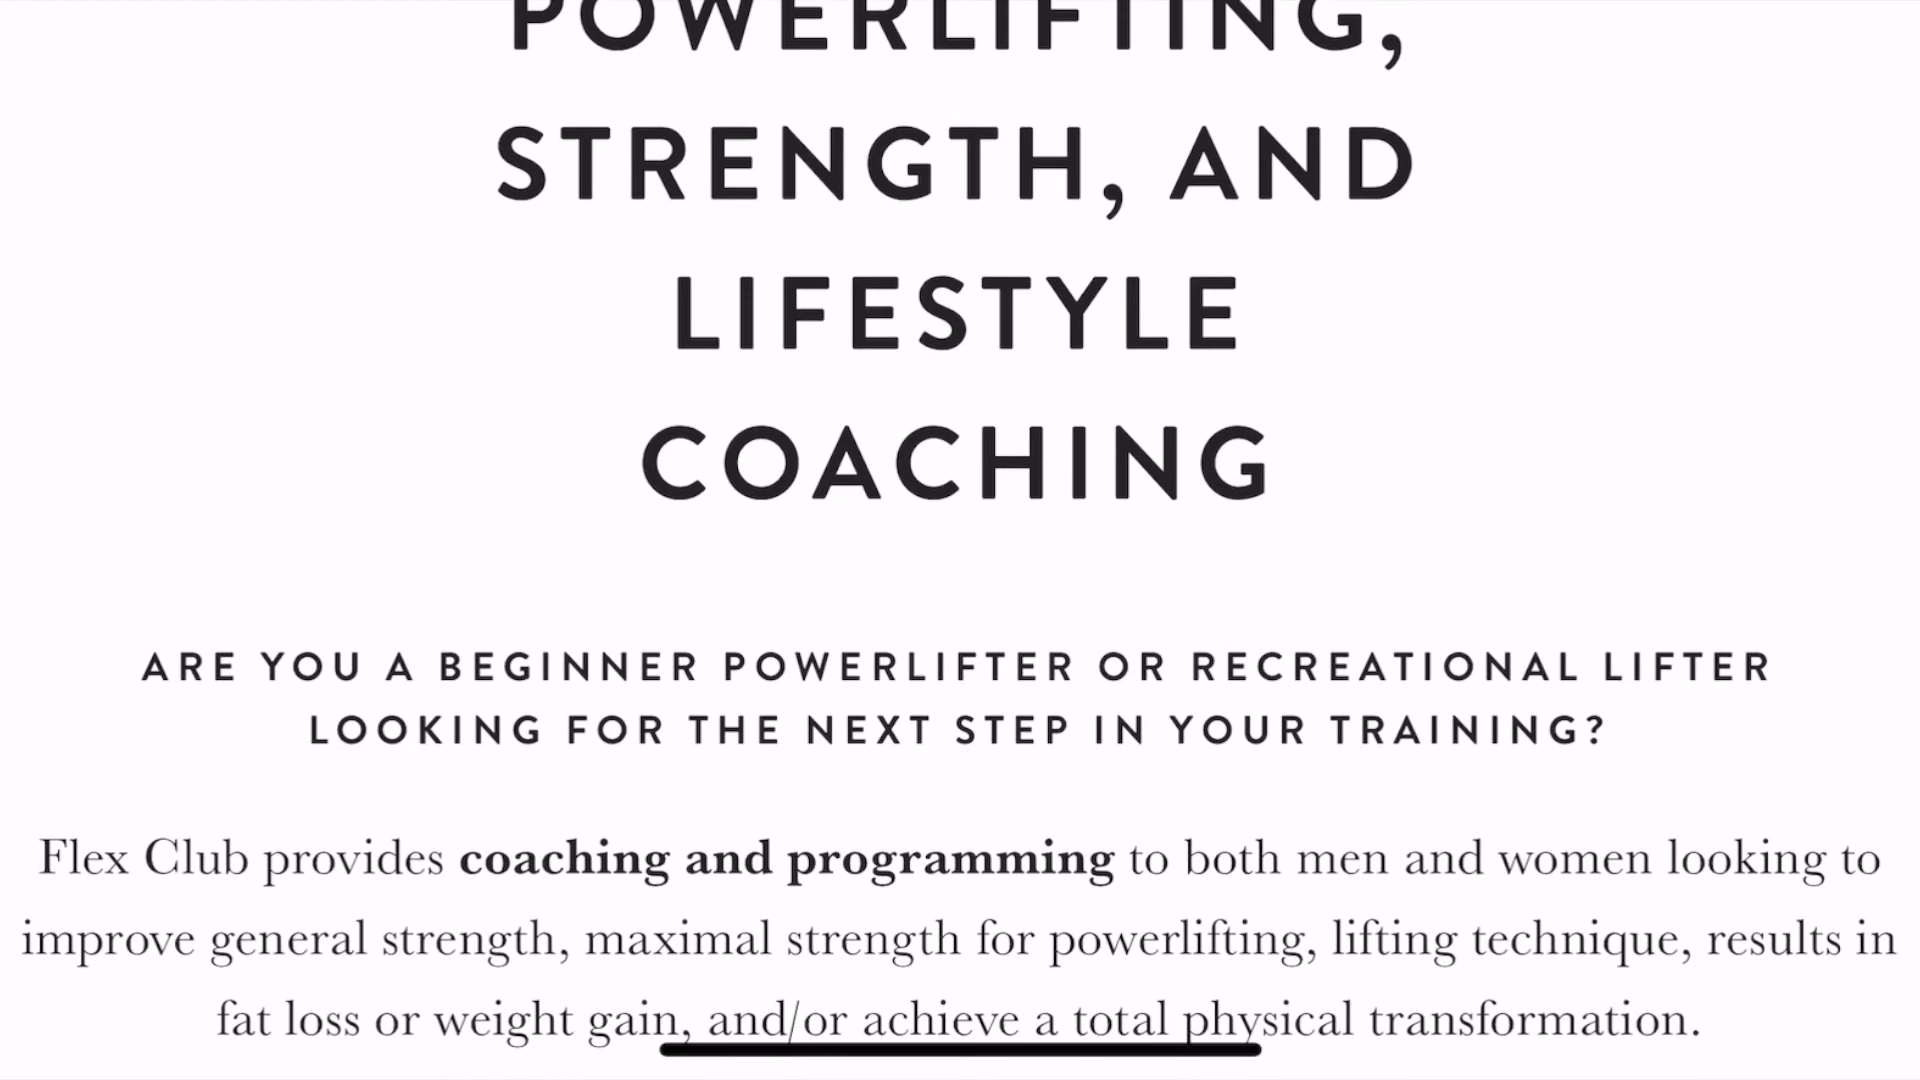 POWERLIFTING,
STRENGTH, AND
LIFESTYLE
COACHING
ARE YOU A BEGINNER POWERLIFTER OR RECREATIONAL LIFTER
LOOKING FOR THE NEXT STEP IN YOUR TRAINING?
Flex Club provides coaching and programming to both men and women looking to
improve general strength, maximal strength for powerlifting, lifting technique, results in
fat loss or weight gain, and/or achieve a total physical transformation.